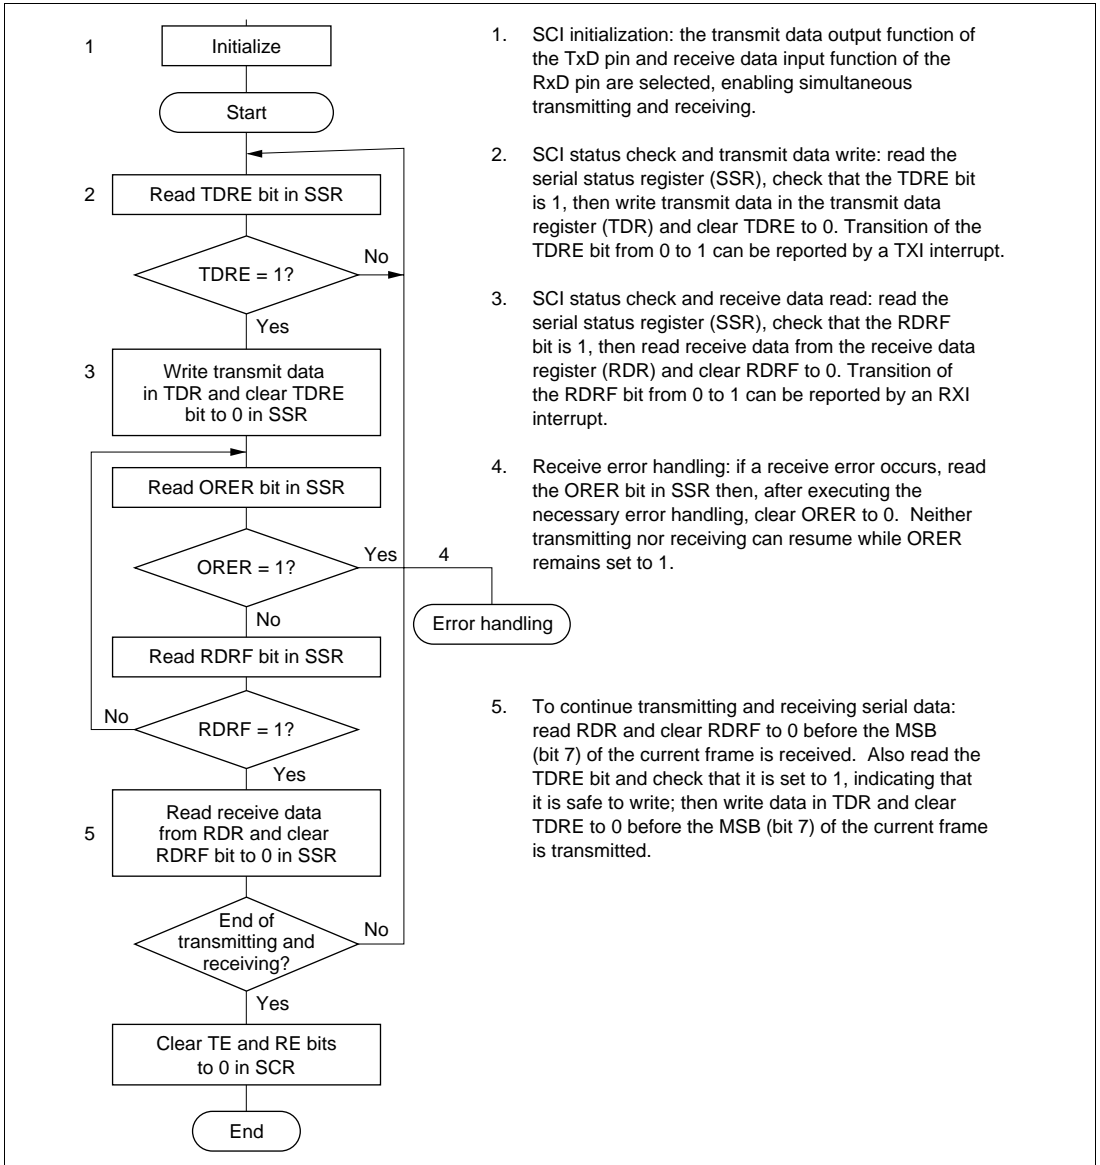 1
Initialize
Start
2
Read TDRE bit in SSR
TDRE = 1?
No
Yes
3
Write transmit data
in TDR and clear TDRE
bit to 0 in SSR
Read ORER bit in SSR
ORER = 1?
Yes
4
Error handling
No
Read RDRF bit in SSR
No
RDRF = 1?
Yes
5
Read receive data
from RDR and clear
RDRF bit to 0 in SSR
End of
transmitting and
receiving?
No
Yes
Clear TE and RE bits
to 0 in SCR
End
1. SCI initialization: the transmit data output function of
the TxD pin and receive data input function of the
RxD pin are selected, enabling simultaneous
transmitting and receiving.
2. SCI status check and transmit data write: read the
serial status register (SSR), check that the TDRE bit
is 1, then write transmit data in the transmit data
register (TDR) and clear TDRE to 0. Transition of the
TDRE bit from 0 to 1 can be reported by a TXI interrupt.
3. SCI status check and receive data read: read the
serial status register (SSR), check that the RDRF
bit is 1, then read receive data from the receive data
register (RDR) and clear RDRF to 0. Transition of
the RDRF bit from 0 to 1 can be reported by an RXI
interrupt.
4. Receive error handling: if a receive error occurs, read
the ORER bit in SSR then, after executing the
necessary error handling, clear ORER to 0. Neither
transmitting nor receiving can resume while ORER
remains set to 1.
5. To continue transmitting and receiving serial data:
read RDR and clear RDRF to 0 before the MSB
(bit 7) of the current frame is received. Also read the
TDRE bit and check that it is set to 1, indicating that
it is safe to write; then write data in TDR and clear
TDRE to 0 before the MSB (bit 7) of the current frame
is transmitted.